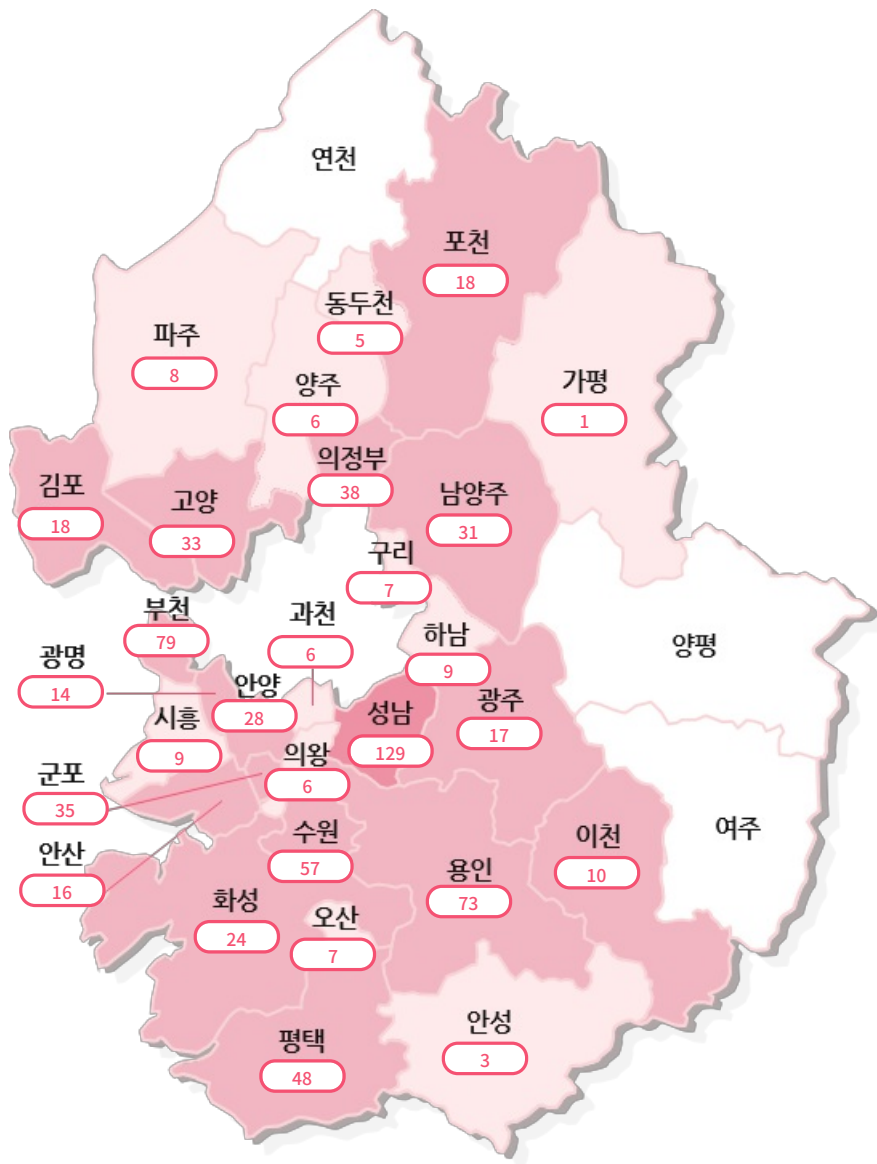 연천
포천
18
동두천
5
파주
8
양주
6
가평
1
의정부
38
김포
18
고양
33
남양주
31
구리
7
부천
79
과천
6
하남
9
양평
광명
14
안양
28
시흥
9
성남
129
광주
17
의왕
6
군포
35
수원
57
여주
이천
10
안산
16
용인
73
화성
24
오산
7
안성
3
평택
48